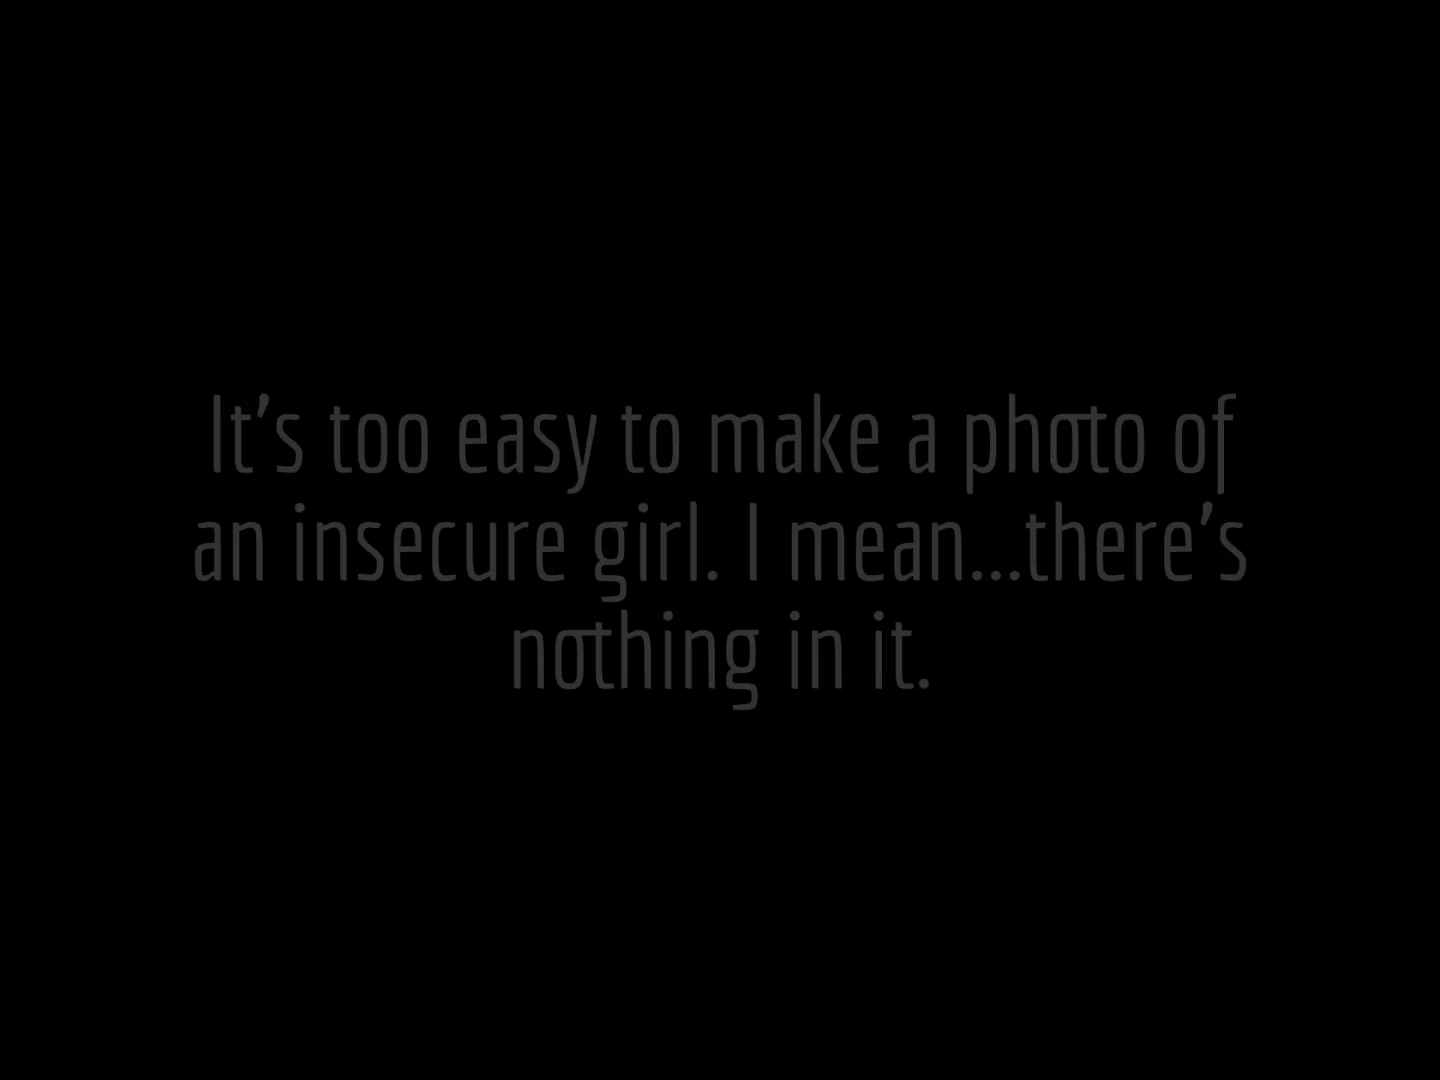 It’s too easy to make a photo of
an insecure girl. I mean...there’s
nothing in it.